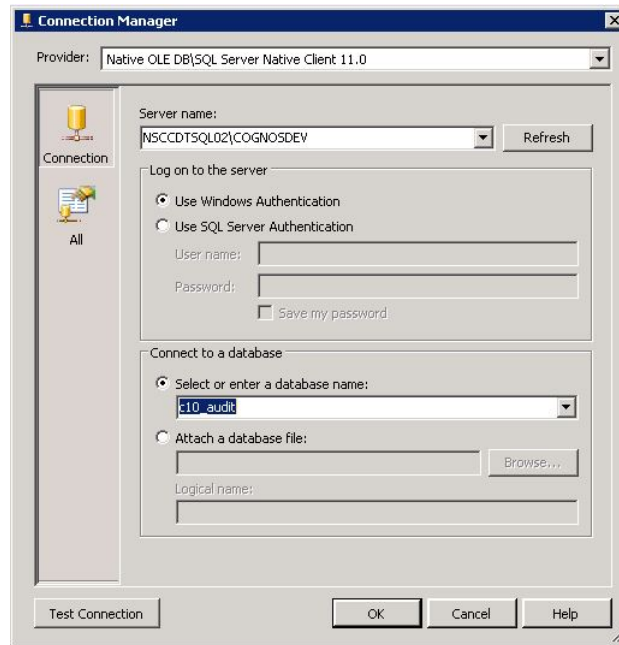 Connection Manager
Provider: Native OLE DB\SQL Server Native Client 11.0
Connection
All
Server name:
NSCCDTSQL02\COGNOSDEV Refresh
Log on to the server
Use Windows Authentication
Use SQL Server Authentication
User name:
Password:
Save my password
Connect to a database
Select or enter a database name:
c10_audit
Attach a database file:
Browse...
Logical name:
Test Connection OK Cancel Help